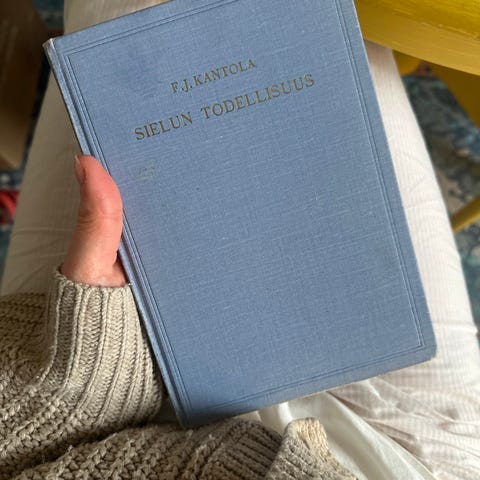 F. J. KANTOLA
SIELUN TODELLISUUS